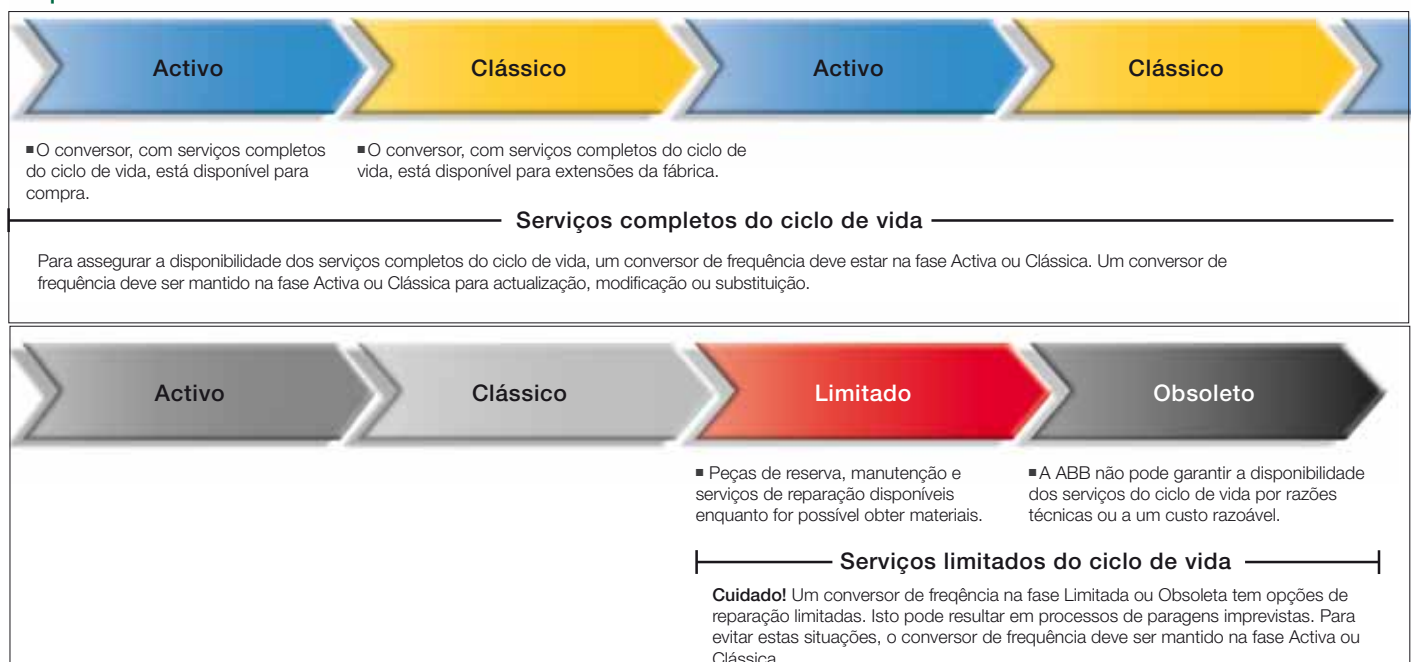 Activo
Clássico
Activo
Clássico
■O conversor, com serviços completos
do ciclo de vida, está disponível para
compra.
■O conversor, com serviços completos do ciclo de
vida, está disponível para extensões da fábrica.
Serviços completos do ciclo de vida
Para assegurar a disponibilidade dos serviços completos do ciclo de vida, um conversor de frequência deve estar na fase Activa ou Clássica. Um conversor de
frequência deve ser mantido na fase Activa ou Clássica para actualização, modificação ou substituição.
Activo
Clássico
Limitado
Obsoleto
■ Peças de reserva, manutenção e
serviços de reparação disponíveis
enquanto for possível obter materiais.
■A ABB não pode garantir a disponibilidade
dos serviços do ciclo de vida por razões
técnicas ou a um custo razoável.
Serviços limitados do ciclo de vida
Cuidado! Um conversor de freqência na fase Limitada ou Obsoleta tem opções de
reparação limitadas. Isto pode resultar em processos de paragens imprevistas. Para
evitar estas situações, o conversor de frequência deve ser mantido na fase Activa ou
Clássica